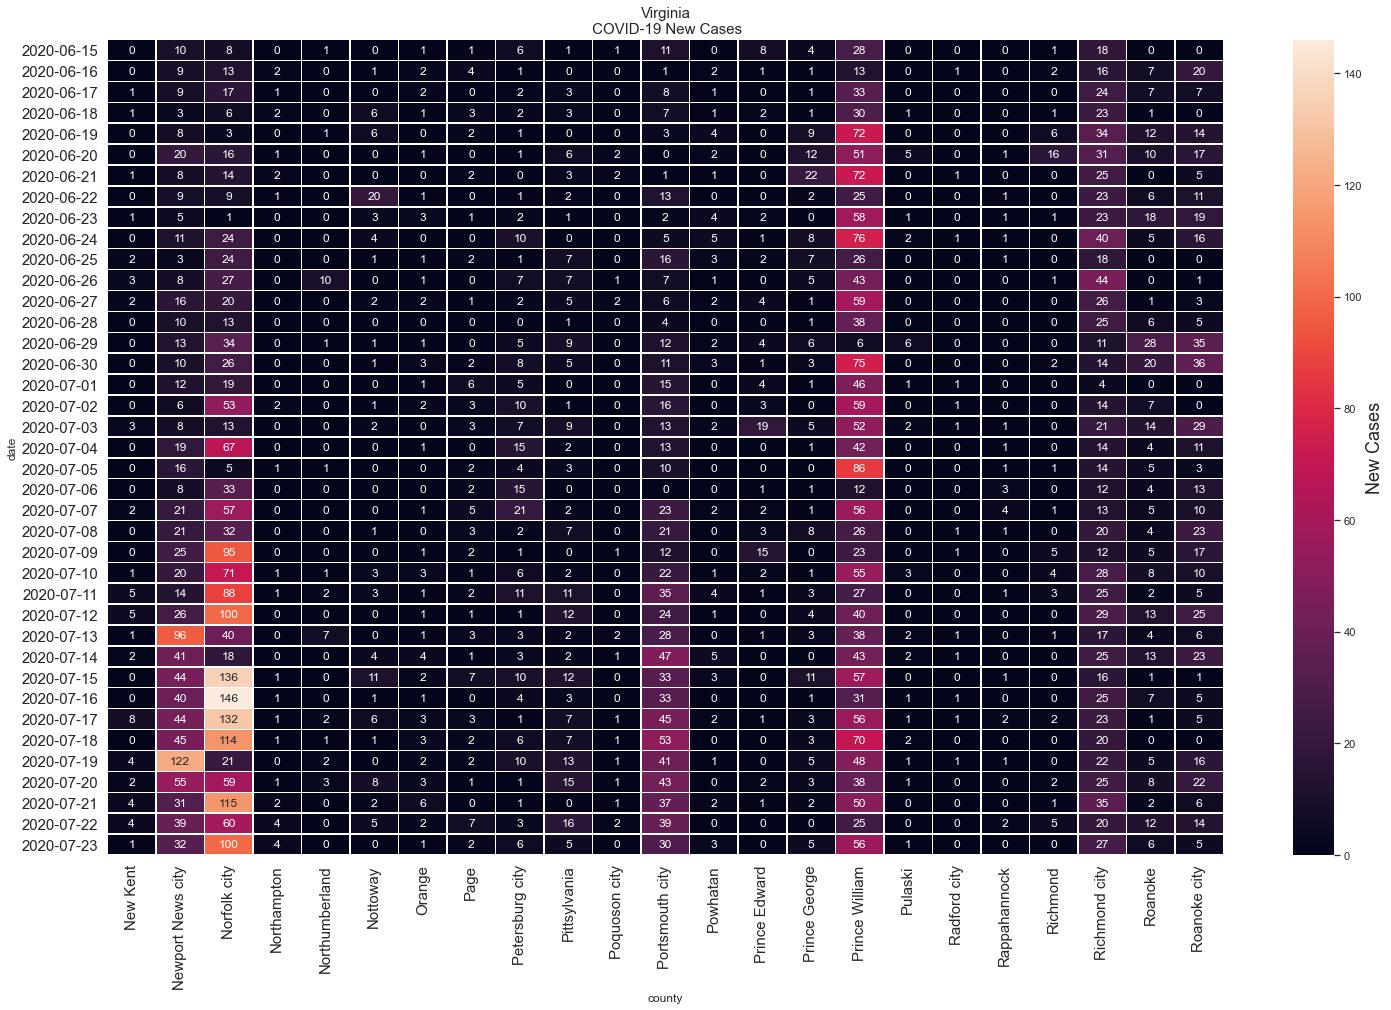 Virginia
COVID-19 New Cases
2020-06-15 0 10 8 0 1 0 1 1 6 1 1 11 0 8 4 28 0 0 0 1 18 0 0
2020-06-16 0 9 13 2 0 1 2 4 1 0 0 1 2 1 1 13 0 1 0 2 16 7 20
2020-06-17 1 9 17 1 0 0 2 0 2 3 0 8 1 0 1 33 0 0 0 0 24 7 7
2020-06-18 1 3 6 2 0 6 1 3 2 3 0 7 1 2 1 30 1 0 0 1 23 1 0
2020-06-19 0 8 3 0 1 6 0 2 1 0 0 3 4 0 9 72 0 0 0 6 34 12 14
2020-06-20 0 20 16 1 0 0 1 0 1 6 2 0 2 0 12 51 5 0 1 16 31 10 17
2020-06-21 1 8 14 2 0 0 0 2 0 3 2 1 1 0 22 72 0 1 0 0 25 0 5
2020-06-22 0 9 9 1 0 20 1 0 1 2 0 13 0 0 2 25 0 0 1 0 23 6 11
2020-06-23 1 5 1 0 0 3 3 1 2 1 0 2 4 2 0 58 1 0 1 1 23 18 19
2020-06-24 0 11 24 0 0 4 0 0 10 0 0 5 5 1 8 76 2 1 1 0 40 5 16
2020-06-25 2 3 24 0 0 1 1 2 1 7 0 16 3 2 7 26 0 0 1 0 18 0 0
2020-06-26 3 8 27 0 10 0 1 0 7 7 1 7 1 0 5 43 0 0 0 1 44 0 1
2020-06-27 2 16 20 0 0 2 2 1 2 5 2 6 2 4 1 59 0 0 0 0 26 1 3
2020-06-28 0 10 13 0 0 0 0 0 0 1 0 4 0 0 1 38 0 0 0 0 25 6 5
2020-06-29 0 13 34 0 1 1 1 0 5 9 0 12 2 4 6 6 6 0 0 0 11 28 35
2020-06-30 0 10 26 0 0 1 3 2 8 5 0 11 3 1 3 75 0 0 0 2 14 20 36
2020-07-01 0 12 19 0 0 0 1 6 5 0 0 15 0 4 1 46 1 1 0 0 4 0 0
2020-07-02 0 6 53 2 0 1 2 3 10 1 0 16 0 3 0 59 0 1 0 0 14 7 0
2020-07-03 3 8 13 0 0 2 0 3 7 9 0 13 2 19 5 52 2 1 1 0 21 14 29
2020-07-04 0 19 67 0 0 0 1 0 15 2 0 13 0 0 1 42 0 0 1 0 14 4 11
2020-07-05 0 16 5 1 1 0 0 2 4 3 0 10 0 0 0 86 0 0 1 1 14 5 3
2020-07-06 0 8 33 0 0 0 0 2 15 0 0 0 0 1 1 12 0 0 3 0 12 4 13
2020-07-07 2 21 57 0 0 0 1 5 21 2 0 23 2 2 1 56 0 0 4 1 13 5 10
2020-07-08 0 21 32 0 0 1 0 3 2 7 0 21 0 3 8 26 0 1 1 0 20 4 23
2020-07-09 0 25 95 0 0 0 1 2 1 0 1 12 0 15 0 23 0 1 0 5 12 5 17
2020-07-10 1 20 71 1 1 3 3 1 6 2 0 22 1 2 1 55 3 0 0 4 28 8 10
2020-07-11 5 14 88 1 2 3 1 2 11 11 0 35 4 1 3 27 0 0 1 3 25 2 5
2020-07-12 5 26 100 0 0 0 1 1 1 12 0 24 1 0 4 40 0 0 0 0 29 13 25
2020-07-13 1 96 40 0 7 0 1 3 3 2 2 28 0 1 3 38 2 1 0 1 17 4 6
2020-07-14 2 41 18 0 0 4 4 1 3 2 1 47 5 0 0 43 2 1 0 0 25 13 23
2020-07-15 0 44 136 1 0 11 2 7 10 12 0 33 3 0 11 57 0 0 1 0 16 1 1
2020-07-16 0 40 146 1 0 1 1 0 4 3 0 33 0 0 1 31 1 1 0 0 25 7 5
2020-07-17 8 44 132 1 2 6 3 3 1 7 1 45 2 1 3 56 1 1 2 2 23 1 5
2020-07-18 0 45 114 1 1 1 3 2 6 7 1 53 0 0 3 70 2 0 0 0 20 0 0
2020-07-19 4 122 21 0 2 0 2 2 10 13 1 41 1 0 5 48 1 1 1 0 22 5 16
2020-07-20 2 55 59 1 3 8 3 1 1 15 1 43 0 2 3 38 1 0 0 2 25 8 22
2020-07-21 4 31 115 2 0 2 6 0 1 0 1 37 2 1 2 50 0 0 0 1 35 2 6
2020-07-22 4 39 60 4 0 5 2 7 3 16 2 39 0 0 0 25 0 0 2 5 20 12 14
2020-07-23 1 32 100 4 0 0 1 2 6 5 0 30 3 0 5 56 1 0 0 0 27 6 5
date
New Kent
Newport News city
Norfolk city
Northampton
Northumberland
Nottoway
Orange
Page
Petersburg city
Pittsylvania
Poquoson city
Portsmouth city
Powhatan
Prince Edward
Prince George
Prince William
Pulaski
Radford city
Rappahannock
Richmond
Richmond city
Roanoke
Roanoke city
county
140
120
100
80
60
40
20
0
New Cases